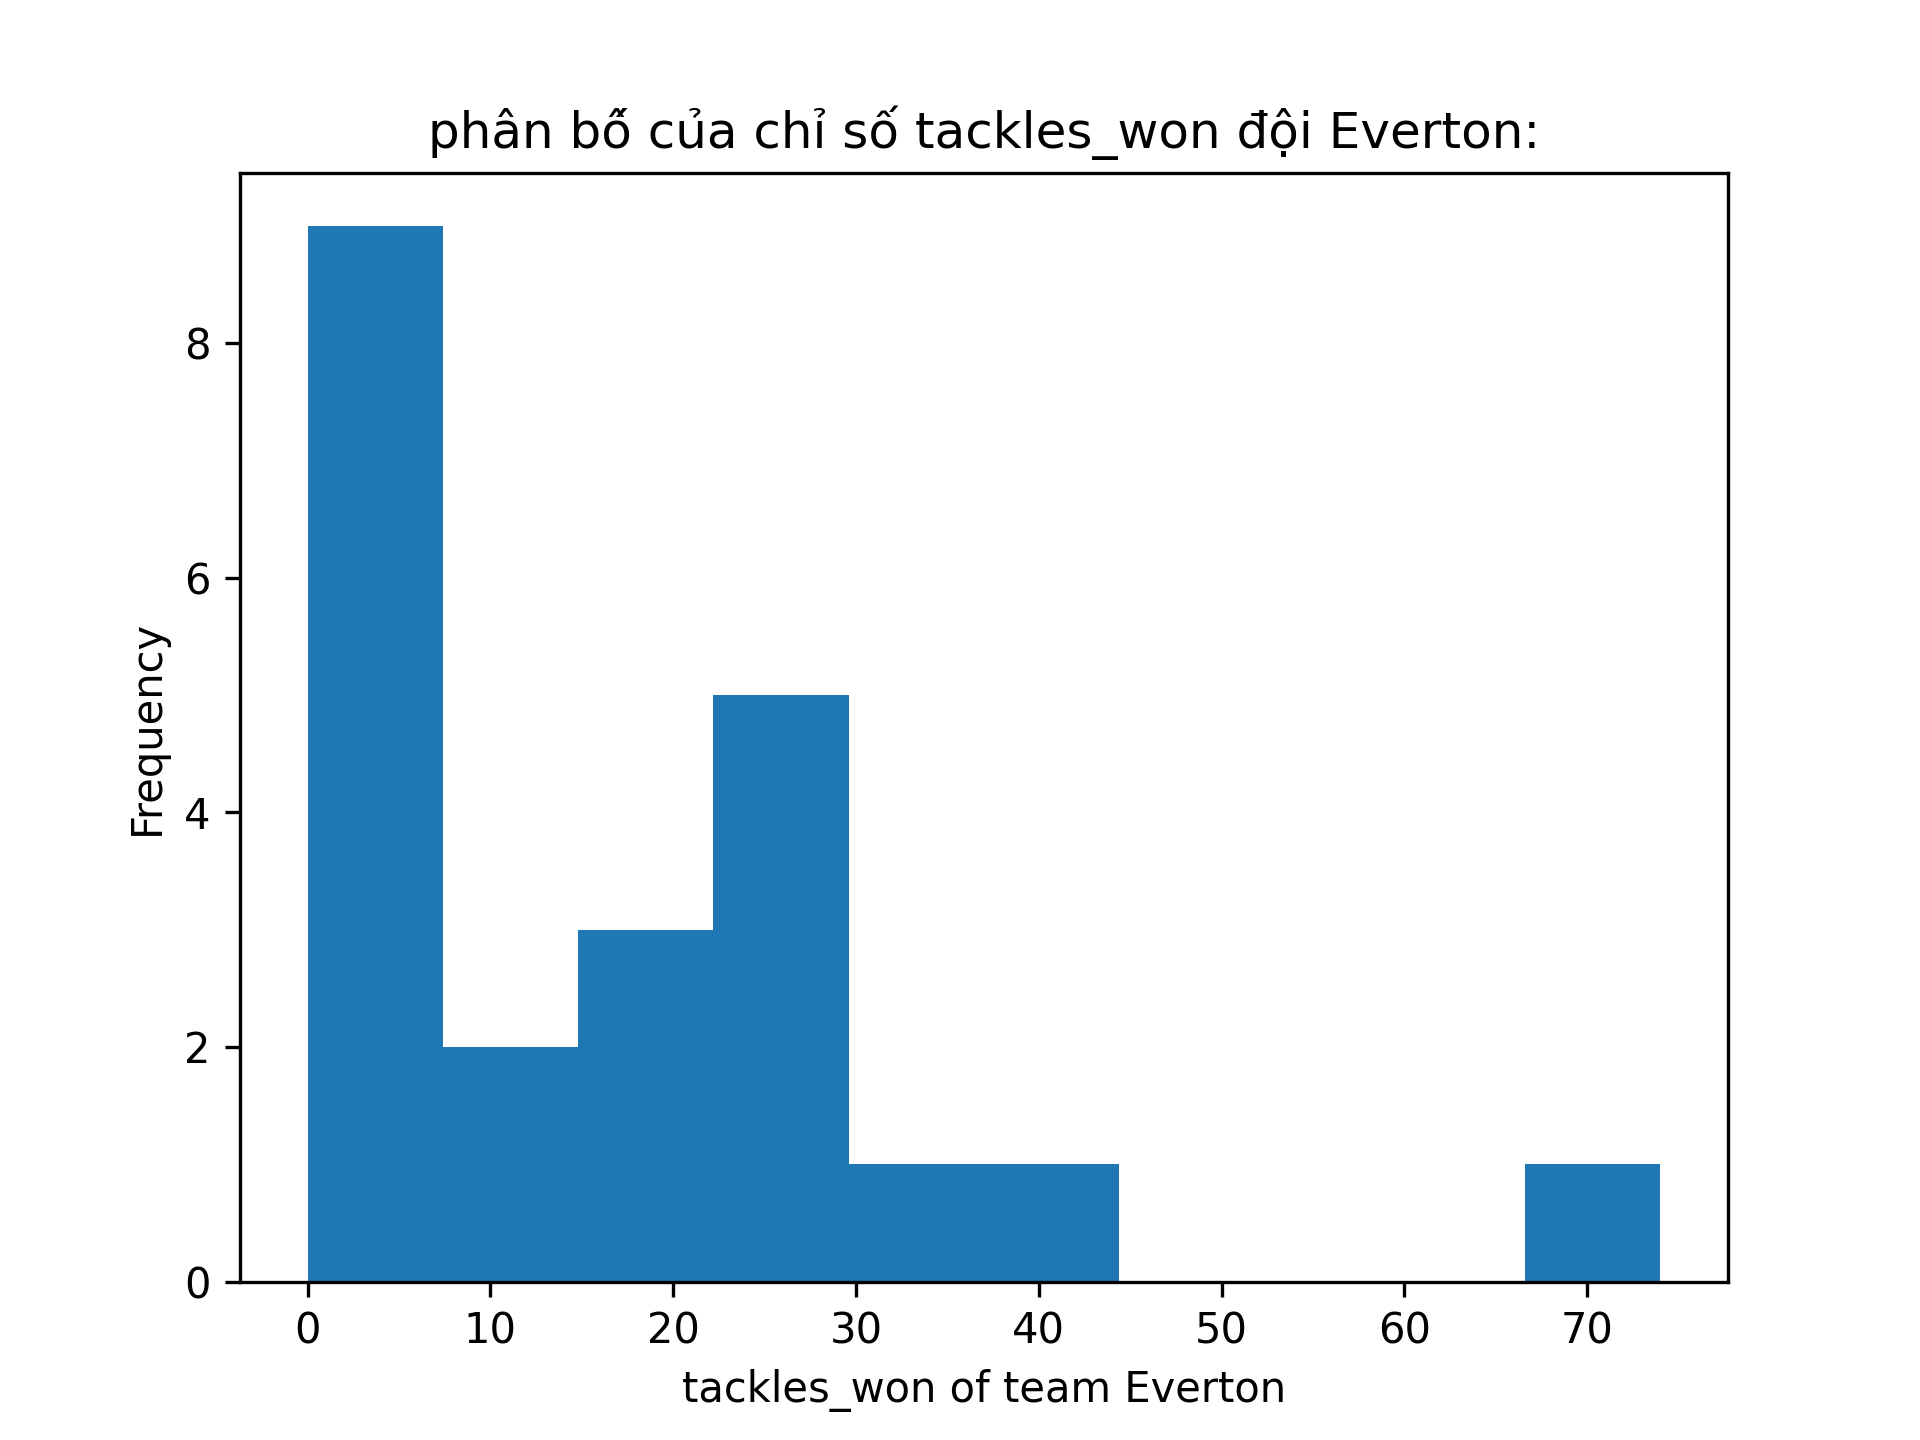 phân bố của chỉ số tackles_won đội Everton:
Frequency
8
6
4
2
0
0 10 20 30 40 50 60 70
tackles_won of team Everton